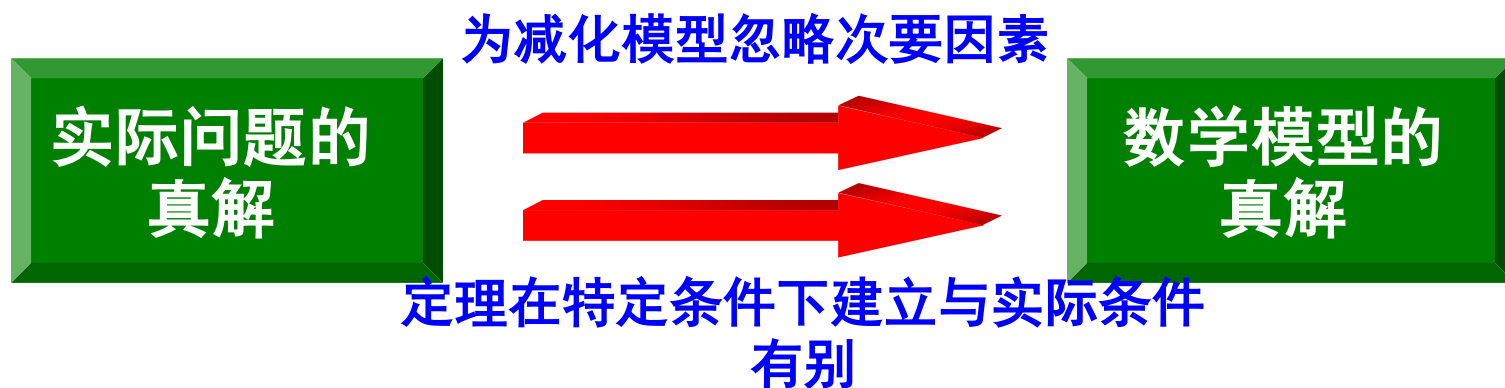 为减化模型忽略次要因素
实际问题的
真解
数学模型的
真解
定理在特定条件下建立与实际条件
有别